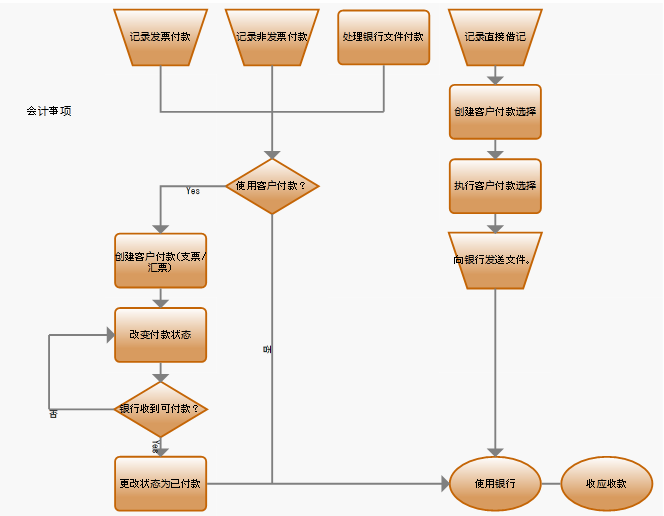 记录发票付款
记录非发票付款
处理银行文件付款
记录直接借记
会计事项
创建客户付款选择
使用客户付款？
Yes
执行客户付款选择
创建客户付款(支票/
汇票)
向银行发送文件。
改变付款状态
否
银行收到可付款？
否
Yes
更改状态为已付款
使用银行
收应收款